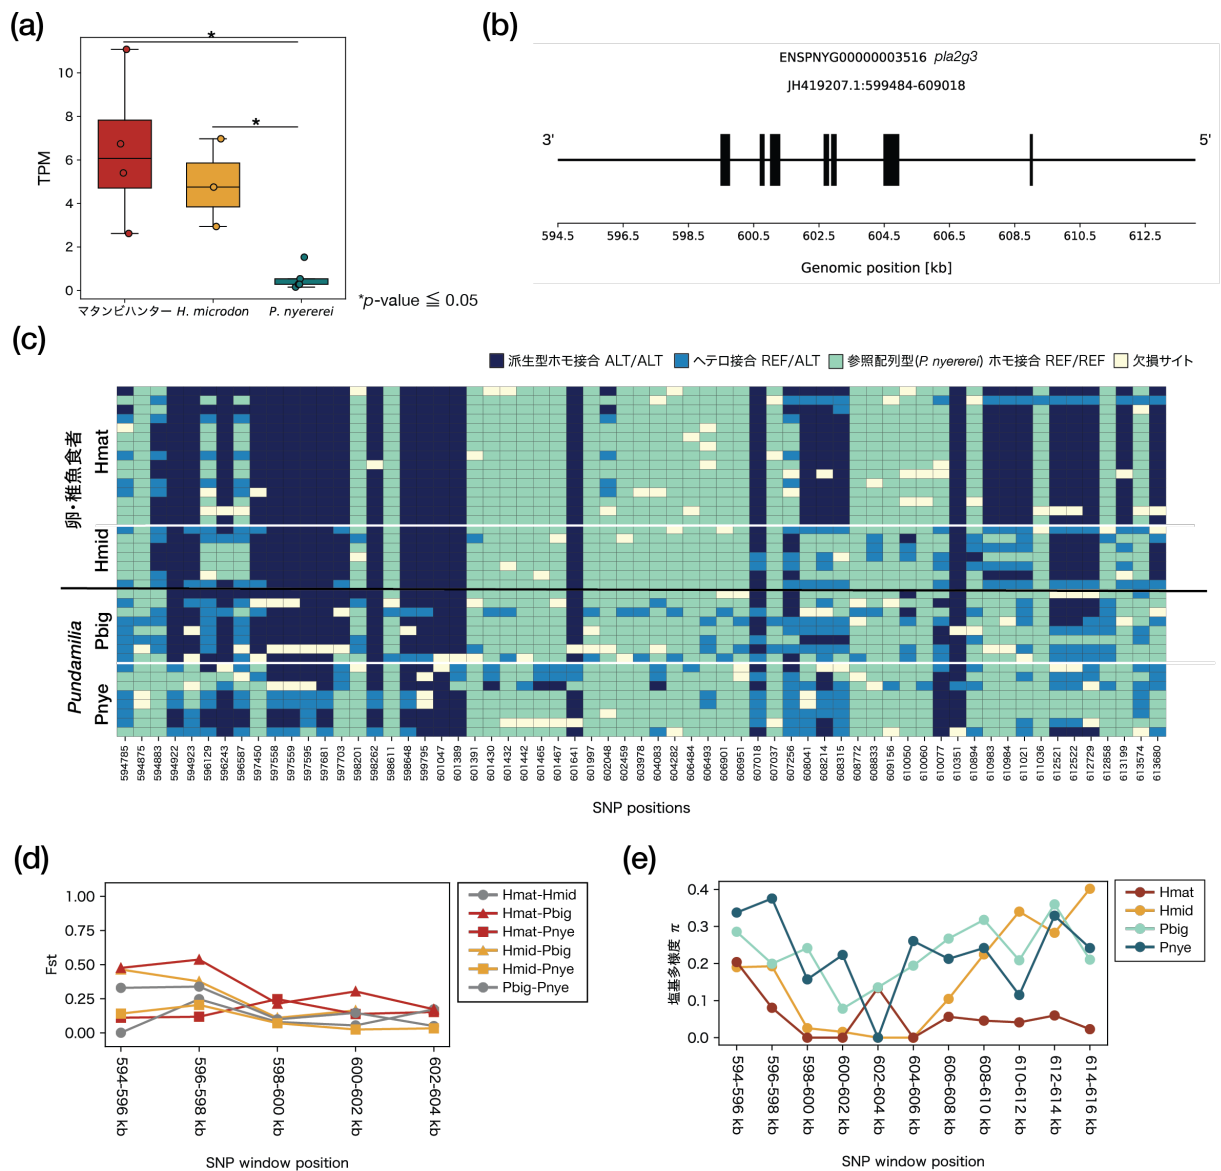 (a)
*
*
TPM
10
8
6
4
2
0
マタンビハンター H. microdon P. nyererei
*p-value ≦ 0.05
(b)
ENSPNYG00000003516 pla2g3
JH419207.1:599484-609018
3'
5'
594.5 596.5 598.5 600.5 602.5 604.5 606.5 608.5 610.5 612.5
Genomic position [kb]
(c)
派生型ホモ接合 ALT/ALT ヘテロ接合 REF/ALT 参照配列型(P. nyererei) ホモ接合 REF/REF 欠損サイト
卵・稚魚食者
Hmat
Hmid
Pundamilia
Pbig
Pnye
594785 594875 594883 594922 594923 596129 596243 596587 597450 597558 597559 597595 597681 597703 598201 598262 598611 598648 599795 601047 601389 601391 601430 601432 601442 601465 601467 601641 601997 602048 602459 603978 604083 604282 606484 606493 606901 606951 607018 607037 607256 608041 608214 608315 608772 608833 609156 610050 610060 610077 610351 610894 610983 610984 611021 611036 612521 612522 612729 612858 613199 613574 613680
SNP positions
(d)
Fst
1.00
0.75
0.50
0.25
0.00
Hmat-Hmid
Hmat-Pbig
Hmat-Pnye
Hmid-Pbig
Hmid-Pnye
Pbig-Pnye
594–596 kb
596–598 kb
598–600 kb
600–602 kb
602–604 kb
SNP window position
(e)
塩基多様度 π
0.4
0.3
0.2
0.1
0.0
Hmat
Hmid
Pbig
Pnye
594–596 kb
596–598 kb
598–600 kb
600–602 kb
602–604 kb
604–606 kb
606–608 kb
608–610 kb
610–612 kb
612–614 kb
614–616 kb
SNP window position